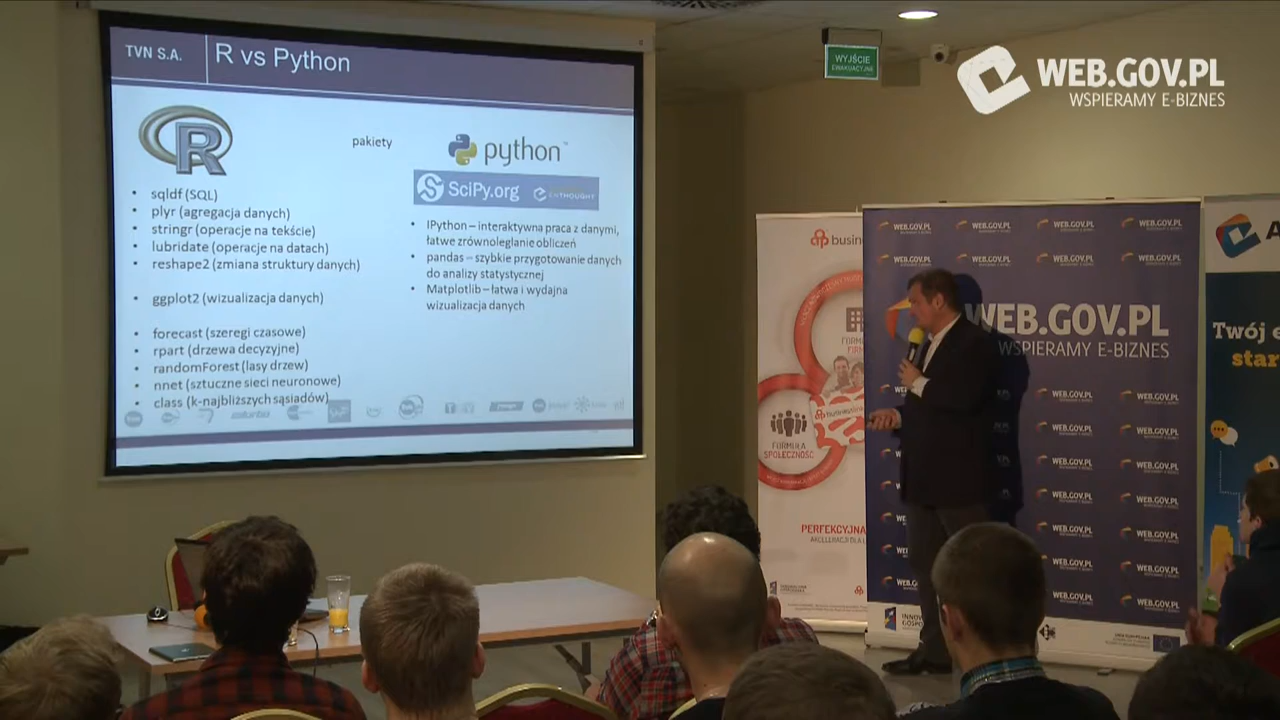 TVN S.A.
R vs Python
R
pakiety
python
SciPy.org
ENTHOUGHT
sqldf (SQL)
plyr (agregacja danych)
stringr (operacje na tekście)
lubridate (operacje na datach)
reshape2 (zmiana struktury danych)
ggplot2 (wizualizacja danych)
forecast (szeregi czasowe)
rpart (drzewa decyzyjne)
randomForest (lasy drzew)
nnet (sztuczne sieci neuronowe)
class (k-najbliższych sąsiadów)
IPython – interaktywna praca z danymi,
łatwe zrównoleglanie obliczeń
pandas – szybkie przygotowanie danych
do analizy statystycznej
Matplotlib – łatwa i wydajna
wizualizacja danych
WYJŚCIE
EWAKUACYJNE
WEB.GOV.PL
WSPIERAMY E-BIZNES
WEB.GOV.PL
WSPIERAMY E-BIZNES
FORMUŁA
SPOŁECZNOŚĆ
PERFEKCYJNA
Twój e
star